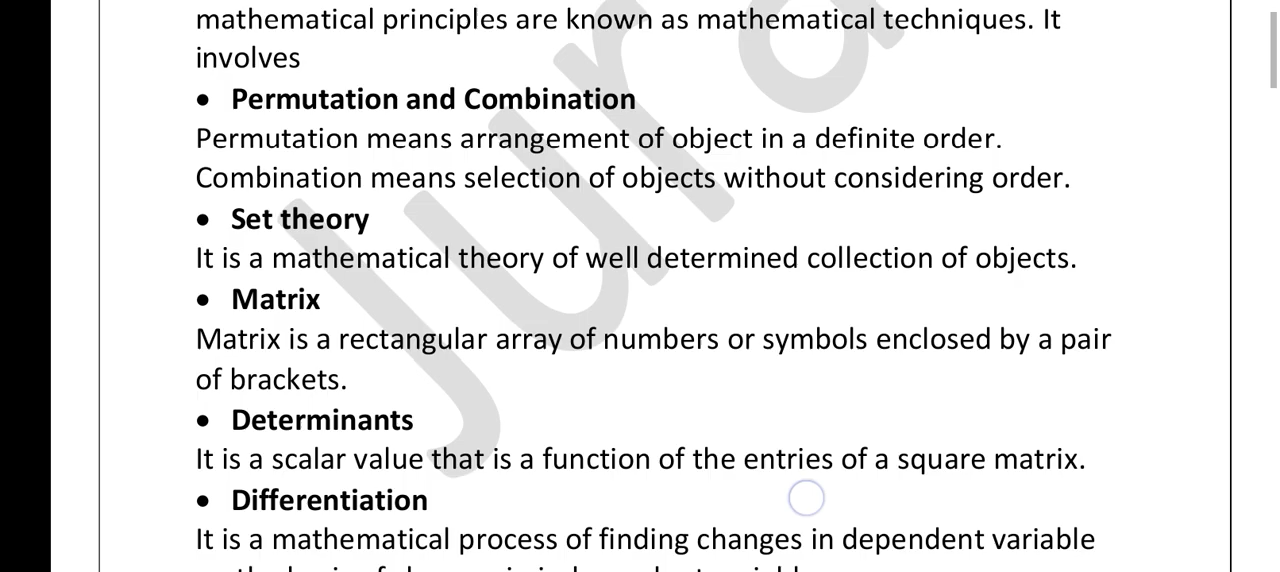 mathematical principles are known as mathematical techniques. It
involves
• Permutation and Combination
Permutation means arrangement of object in a definite order.
Combination means selection of objects without considering order.
• Set theory
It is a mathematical theory of well determined collection of objects.
• Matrix
Matrix is a rectangular array of numbers or symbols enclosed by a pair
of brackets.
• Determinants
It is a scalar value that is a function of the entries of a square matrix.
• Differentiation
It is a mathematical process of finding changes in dependent variable